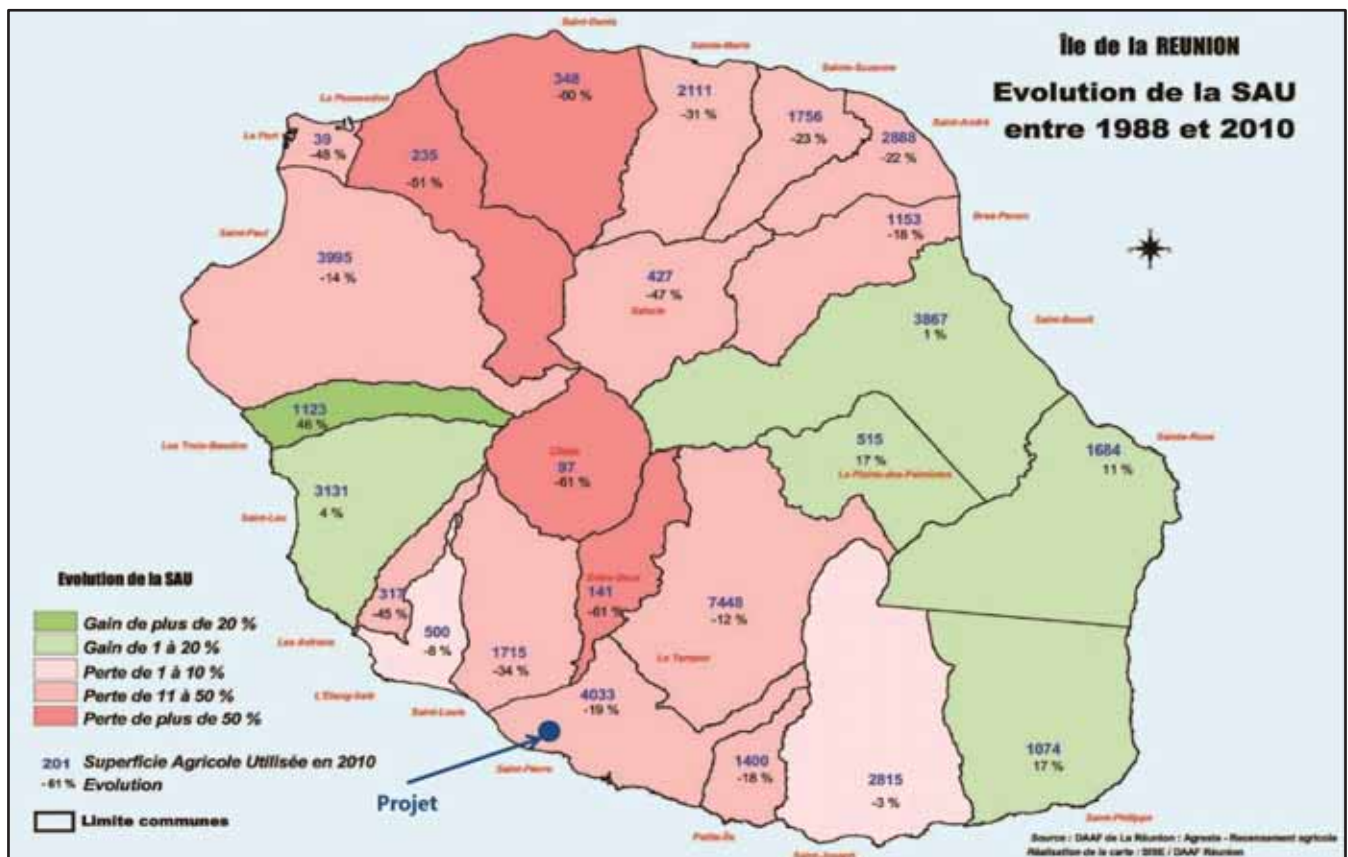 Île de la REUNION
Evolution de la SAU
entre 1988 et 2010
Saint-Denis
Sainte-Marie
Sainte-Suzanne
La Possession
Saint-André
Le Port
348
-60 %
2111
-31 %
1756
-23 %
2888
-22 %
39
-48 %
235
-51 %
Bras-Panon
1153
-18 %
Saint-Paul
3995
-14 %
427
-47 %
Salazie
3867
1 %
Saint-Benoît
1123
46 %
Les Trois-Bassins
Cilaos
97
-61 %
515
17 %
La Plaine-des-Palmistes
1684
11 %
Sainte-Rose
3131
4 %
Saint-Leu
Evolution de la SAU
Gain de plus de 20 %
Gain de 1 à 20 %
Perte de 1 à 10 %
Perte de 11 à 50 %
Perte de plus de 50 %
201 Superficie Agricole Utilisée en 2010
-61 % Evolution
Limite communes
317
-45 %
Entre-Deux
141
-61 %
7448
-12 %
500
-8 %
Les Avirons
1715
-34 %
Le Tampon
L'Etang-Salé
Saint-Louis
4033
-19 %
Saint-Pierre
Projet
1400
-18 %
2815
-3 %
1074
17 %
Petite-Île
Saint-Joseph
Saint-Philippe
Source : DAAF de La Réunion : Agreste - Recensement agricole
Réalisation de la carte : SISE / DAAF Réunion